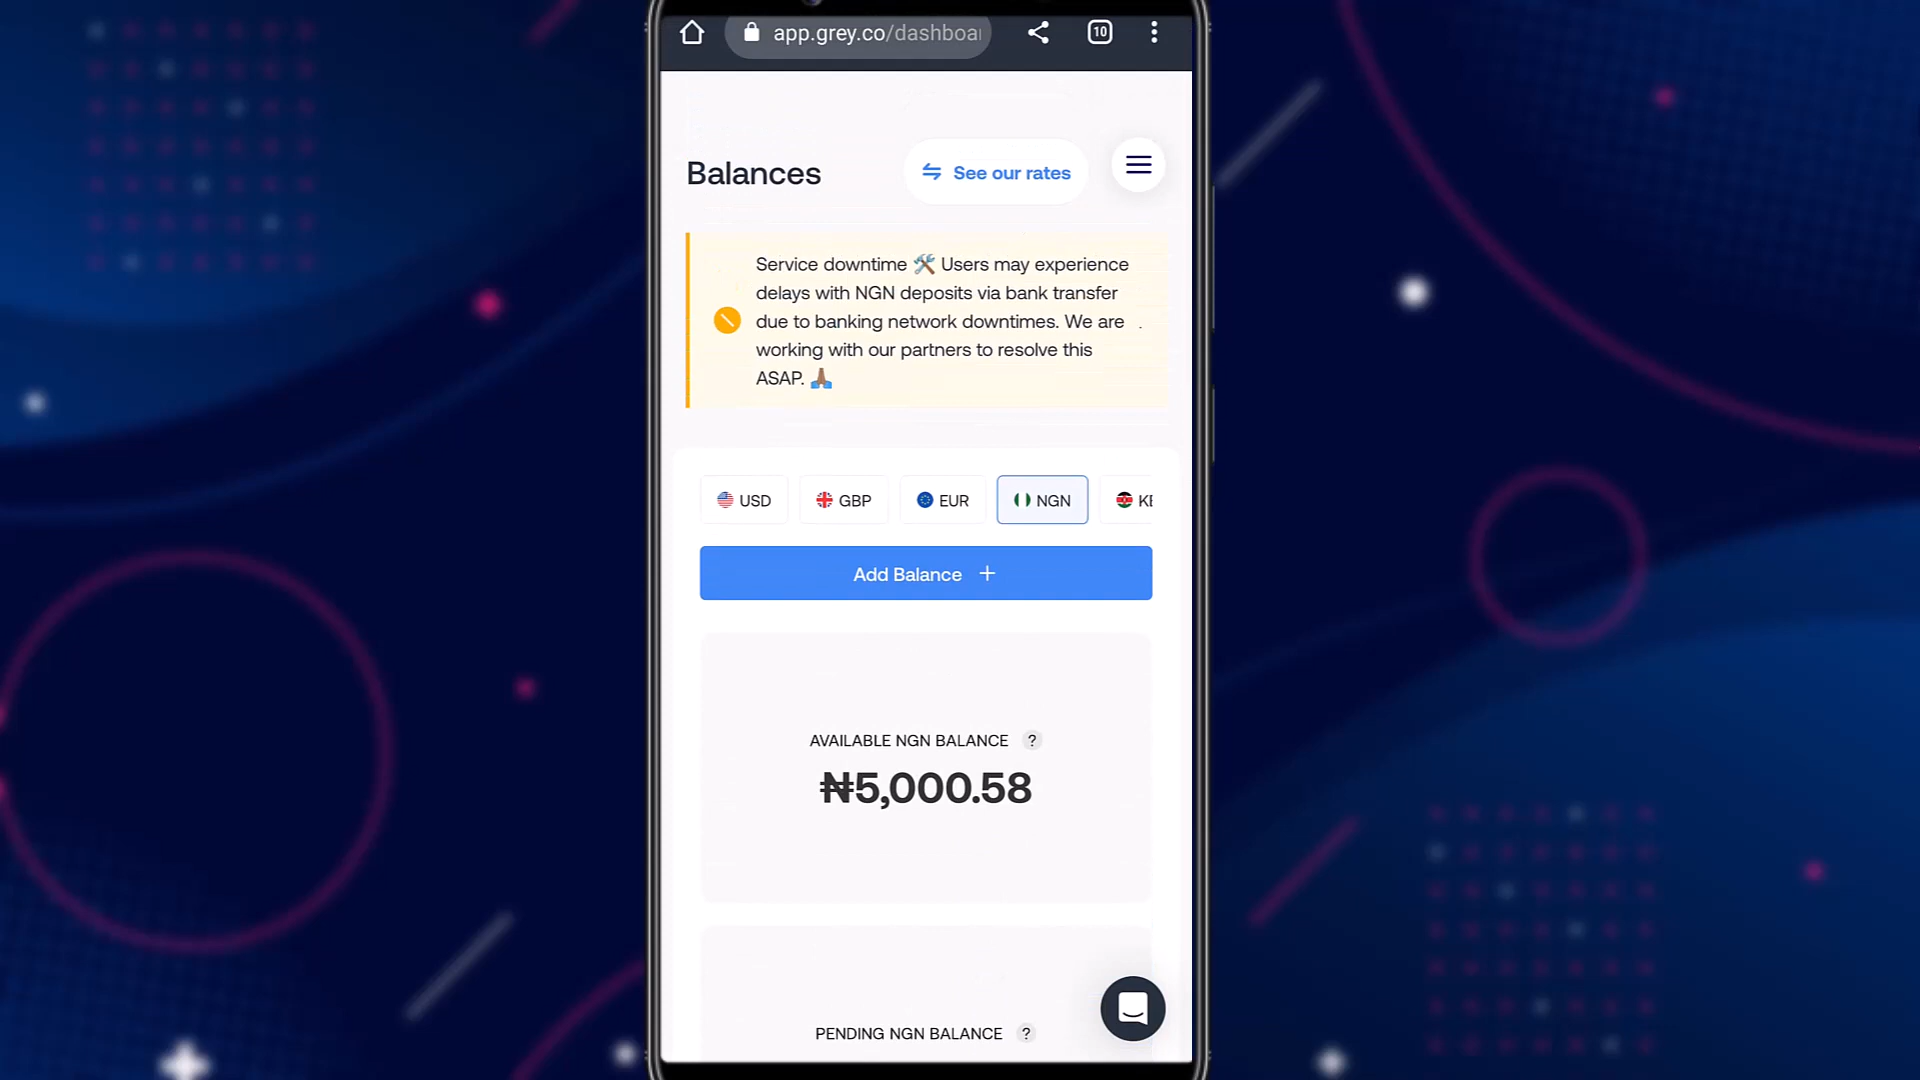 app.grey.co/dashboa
10
Balances
See our rates
Service downtime 🛠️ Users may experience
delays with NGN deposits via bank transfer
due to banking network downtimes. We are
working with our partners to resolve this
ASAP. 🙏🏾
USD
GBP
EUR
NGN
KE
Add Balance +
AVAILABLE NGN BALANCE ?
₦5,000.58
PENDING NGN BALANCE ?